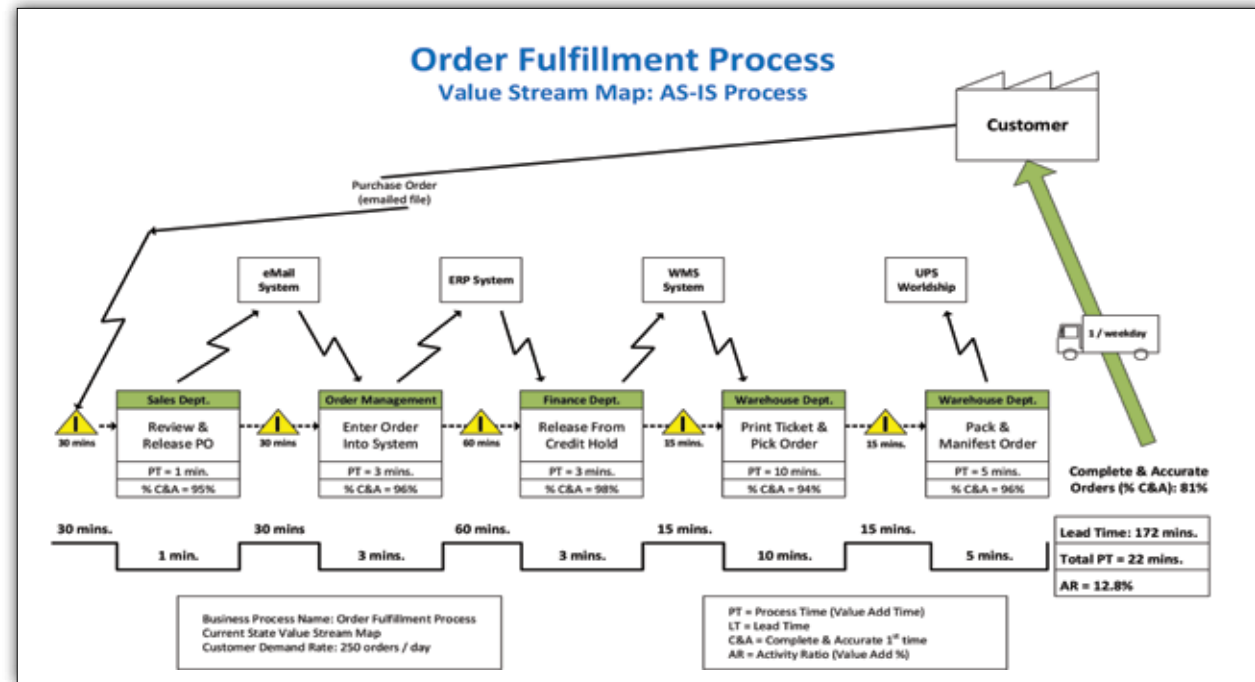 Order Fulfillment Process
Value Stream Map: AS-IS Process
Customer
Purchase Order
(emailed file)
eMail
System
ERP System
WMS
System
UPS
Worldship
1 / weekday
I
30 mins
Sales Dept.
Review &
Release PO
PT = 1 min.
% C&A = 95%
I
30 mins
Order Management
Enter Order
Into System
PT = 3 mins.
% C&A = 96%
I
60 mins
Finance Dept.
Release From
Credit Hold
PT = 3 mins.
% C&A = 98%
I
15 mins.
Warehouse Dept.
Print Ticket &
Pick Order
PT = 10 mins.
% C&A = 94%
I
15 mins.
Warehouse Dept.
Pack &
Manifest Order
PT = 5 mins.
% C&A = 96%
Complete & Accurate
Orders (% C&A): 81%
30 mins.
1 min.
30 mins
3 mins.
60 mins.
3 mins.
15 mins.
10 mins.
15 mins.
5 mins.
Lead Time: 172 mins.
Total PT = 22 mins.
AR = 12.8%
Business Process Name: Order Fulfillment Process
Current State Value Stream Map
Customer Demand Rate: 250 orders / day
PT = Process Time (Value Add Time)
LT = Lead Time
C&A = Complete & Accurate 1st time
AR = Activity Ratio (Value Add %)